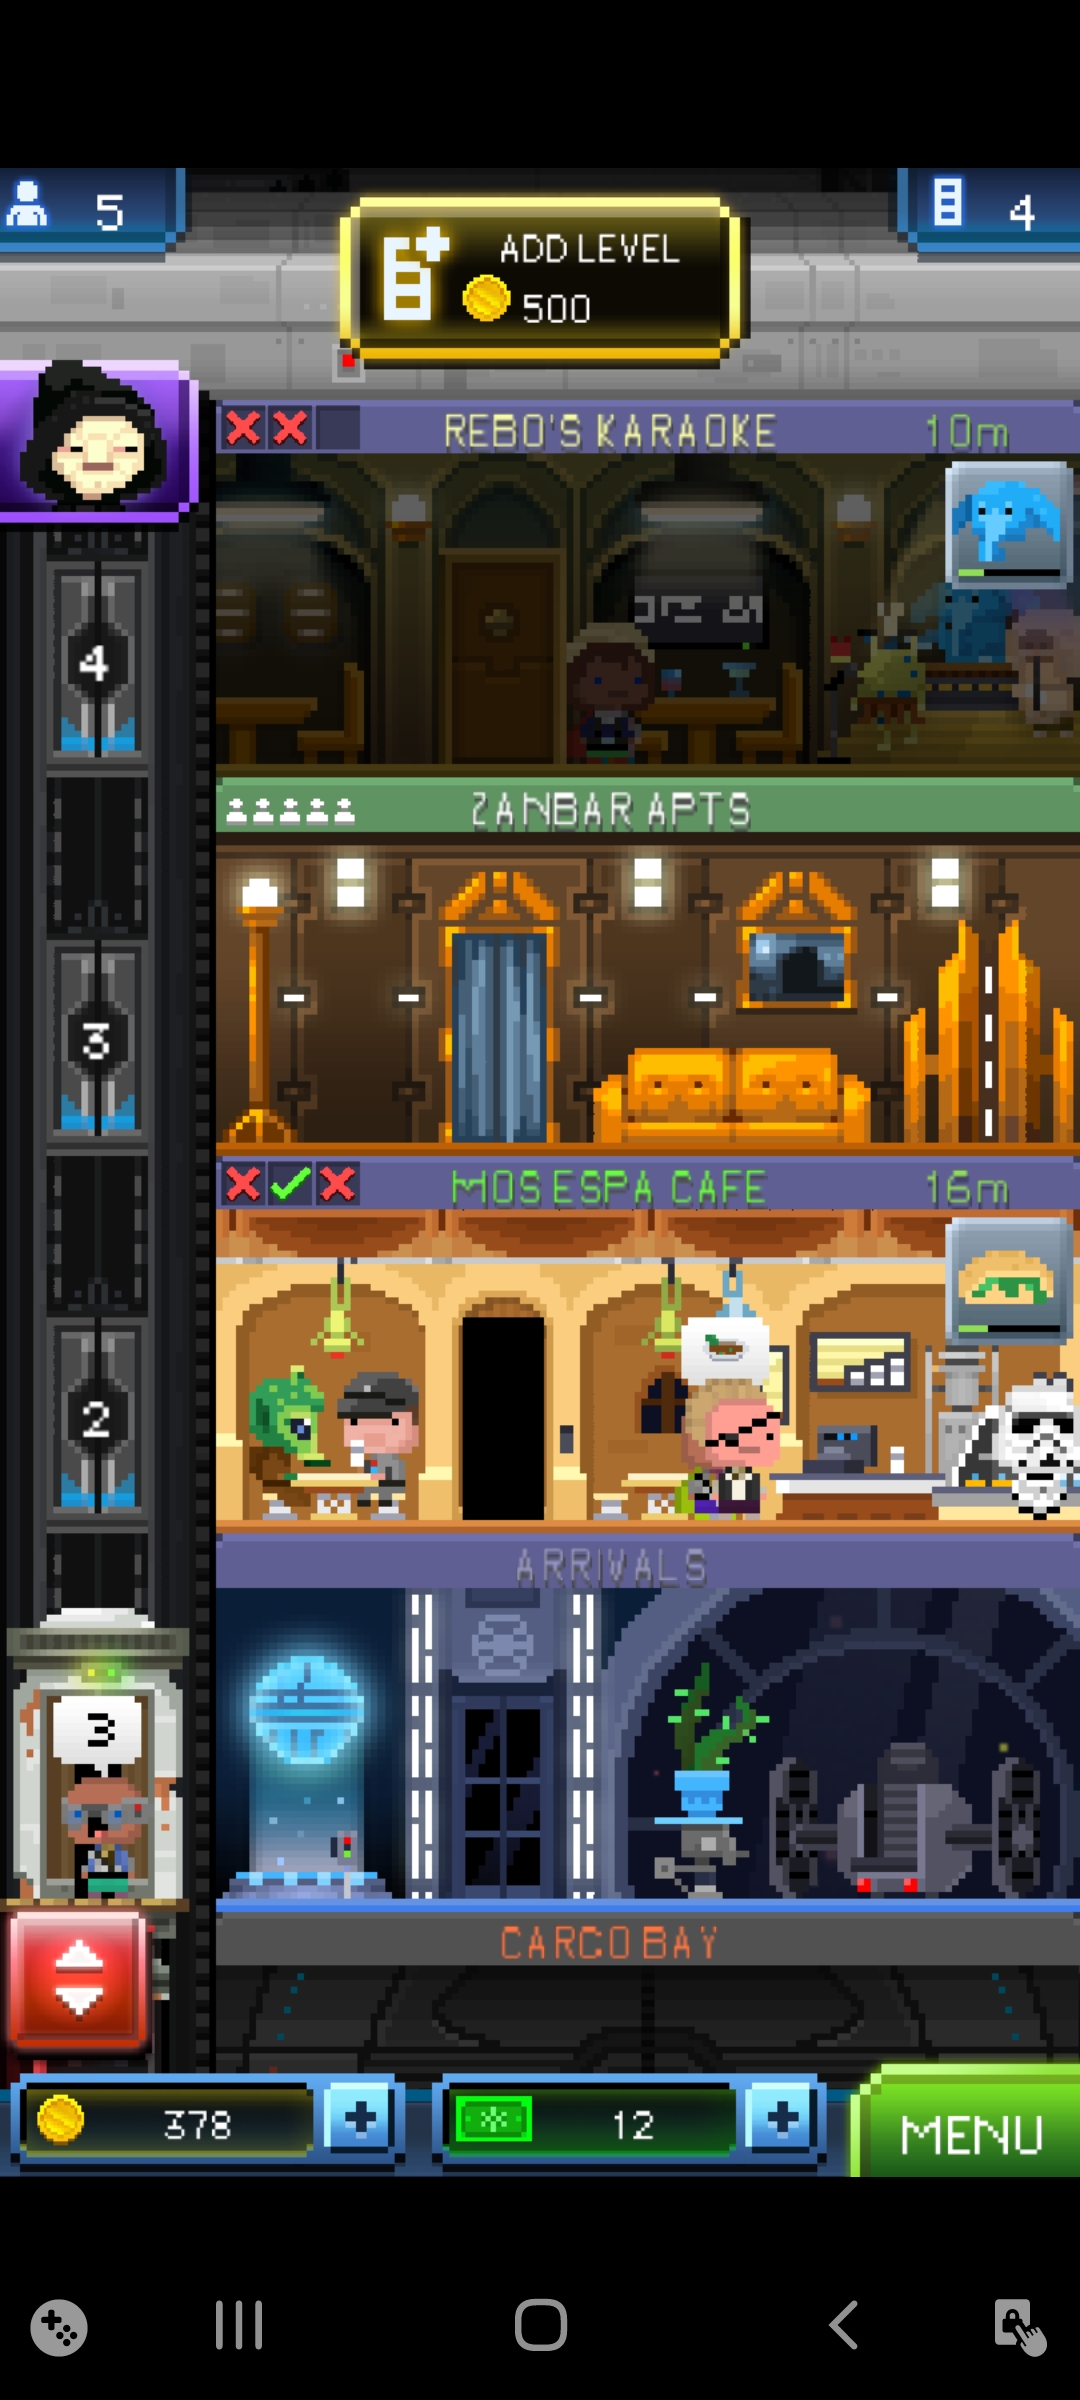 5
ADD LEVEL
500
4
REBO'S KARAOKE 10m
4
ZANBAR APTS
3
MOS ESPA CAFE 16m
2
ARRIVALS
3
CARGO BAY
378
12
MENU